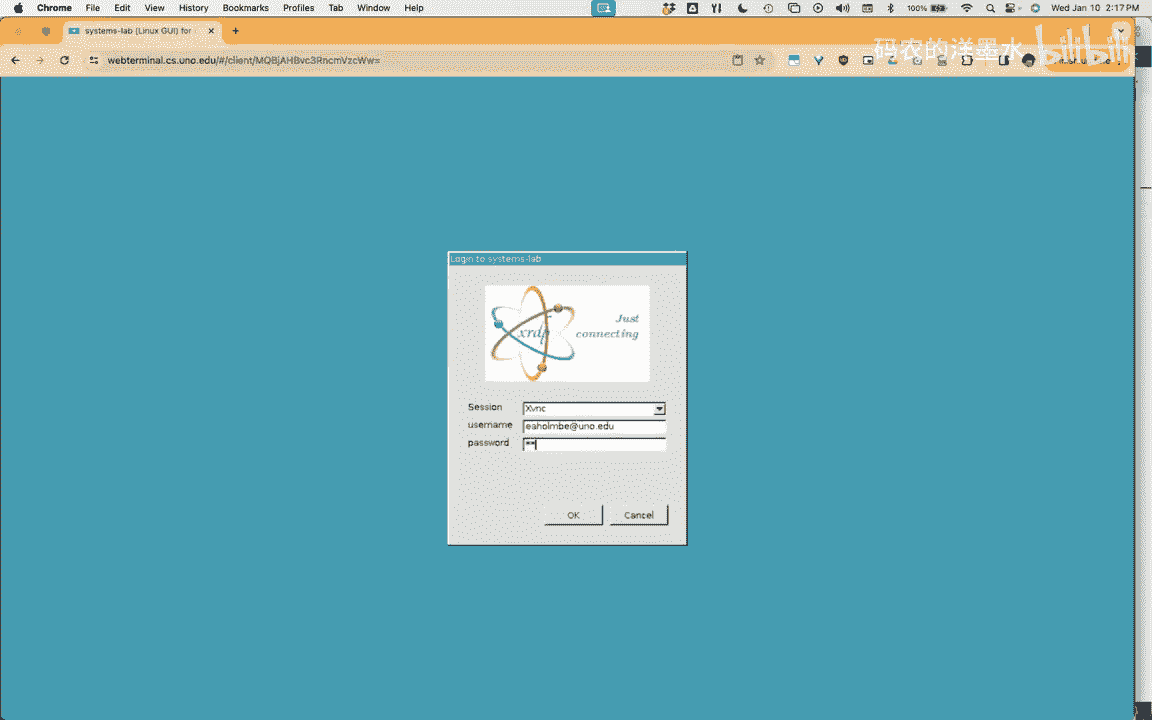 Chrome File Edit View History Bookmarks Profiles Tab Window Help 100% Wed Jan 10 2:17 PM
systems-lab (Linux GUI) for
webterminal.cs.uno.edu/#/client/MQBjAHBvc3RncmVzcWw=
码农的洋墨水 bilibili
Login to systems-lab
xrdp
Just
connecting
Session Xvnc
username eaholmbe@uno.edu
password **
OK Cancel